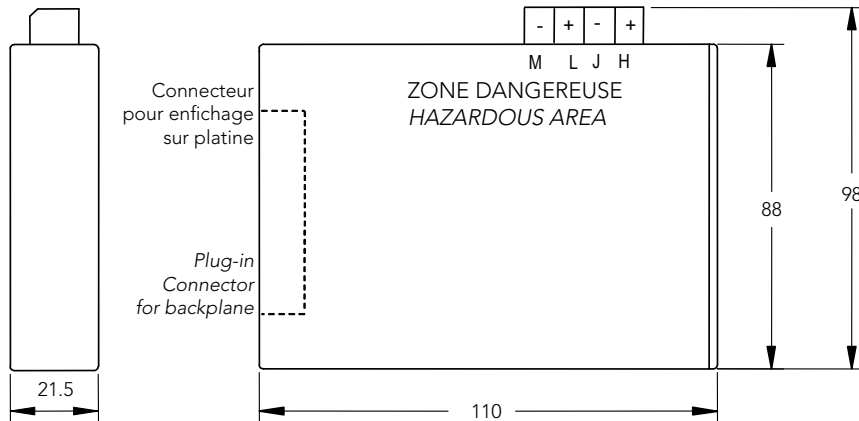 - + - +
M L J H
ZONE DANGEREUSE
HAZARDOUS AREA
Connecteur
pour enfichage
sur platine
Plug-in
Connector
for backplane
88
98
21.5
110